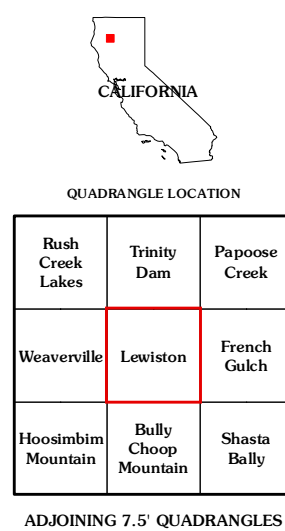 CALIFORNIA
QUADRANGLE LOCATION
Rush
Creek
Lakes
Trinity
Dam
Papoose
Creek
Weaverville
Lewiston
French
Gulch
Hoosimbim
Mountain
Bully
Choop
Mountain
Shasta
Bally
ADJOINING 7.5' QUADRANGLES